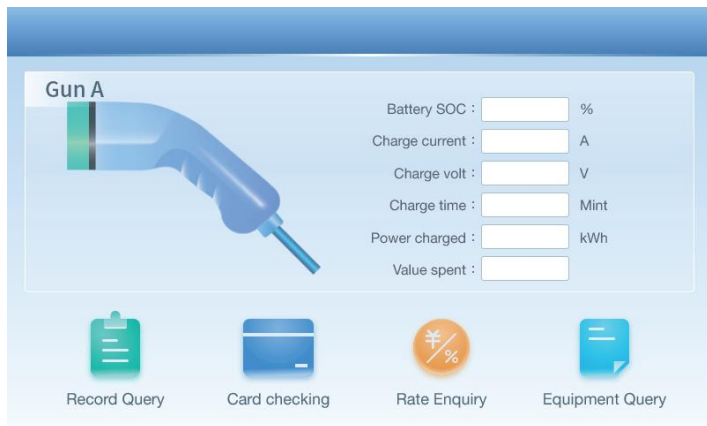 Gun A
Battery SOC : %
Charge current : A
Charge volt : V
Charge time : Mint
Power charged : kWh
Value spent :
¥/%
Record Query Card checking Rate Enquiry Equipment Query